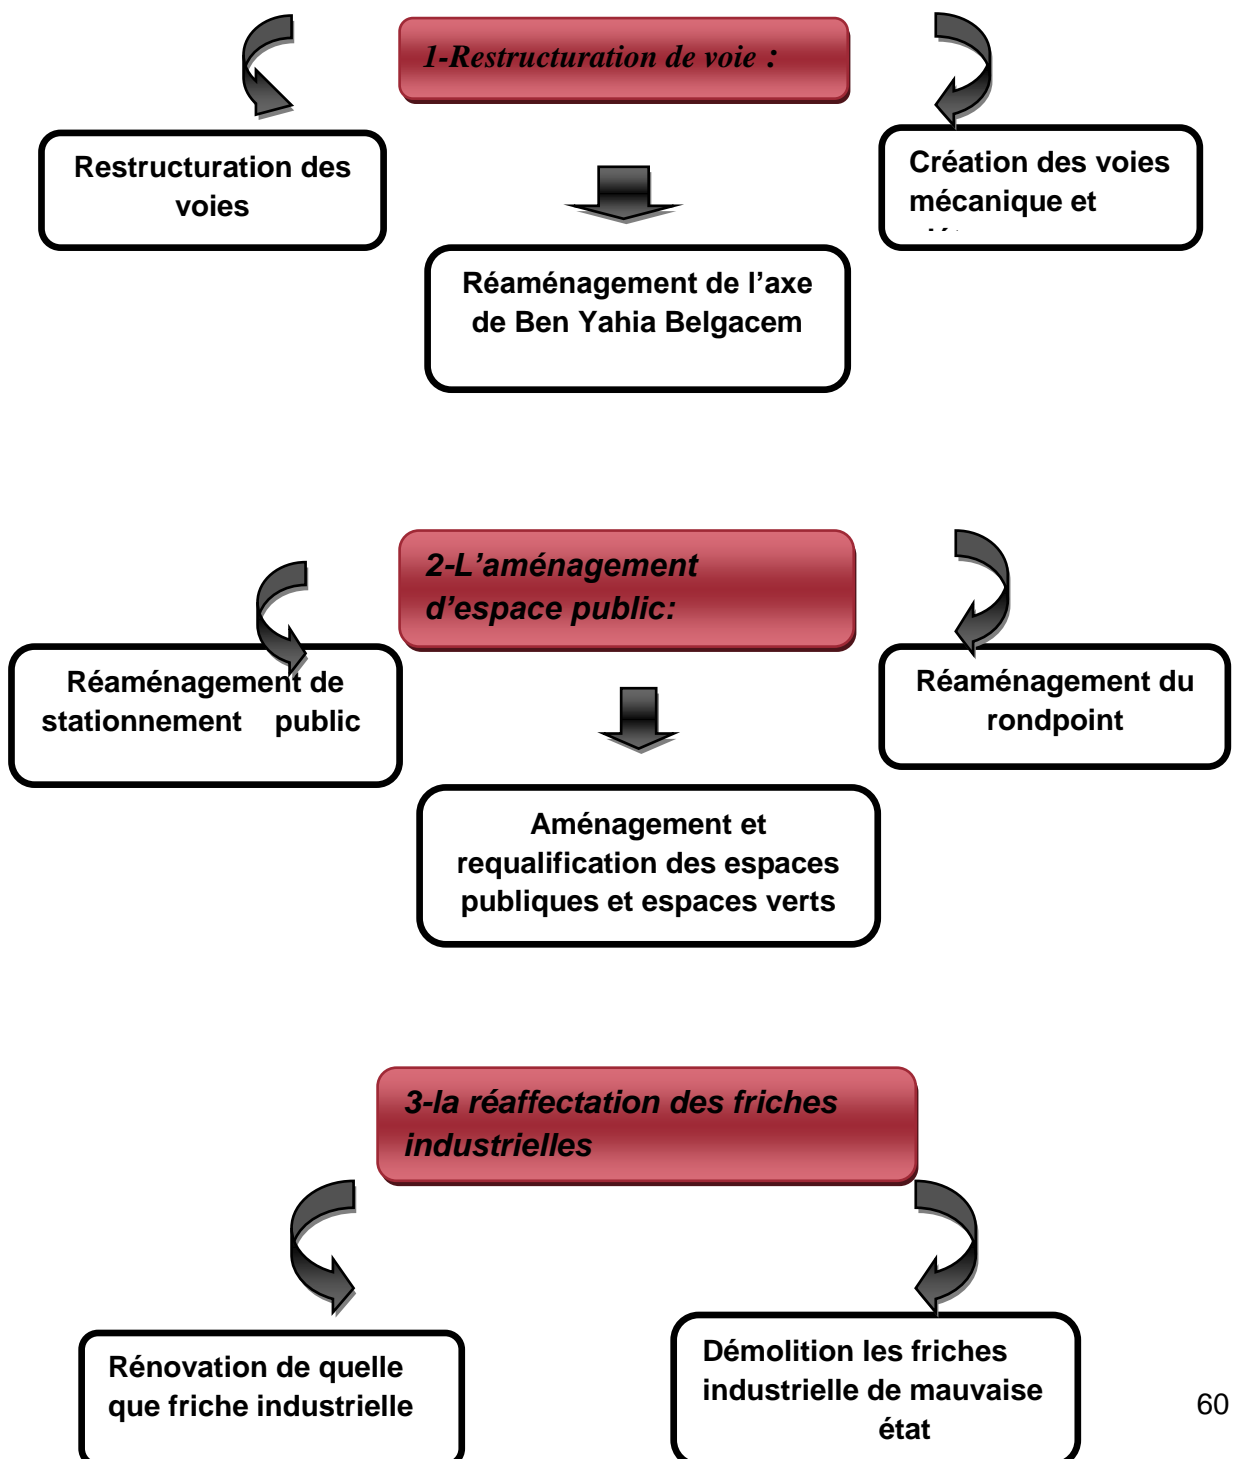 1-Restructuration de voie :
Restructuration des
voies
Création des voies
mécanique et
Réaménagement de l’axe
de Ben Yahia Belgacem
2-L’aménagement
d’espace public:
Réaménagement de
stationnement public
Réaménagement du
rondpoint
Aménagement et
requalification des espaces
publiques et espaces verts
3-la réaffectation des friches
industrielles
Rénovation de quelle
que friche industrielle
Démolition les friches
industrielle de mauvaise
état
60